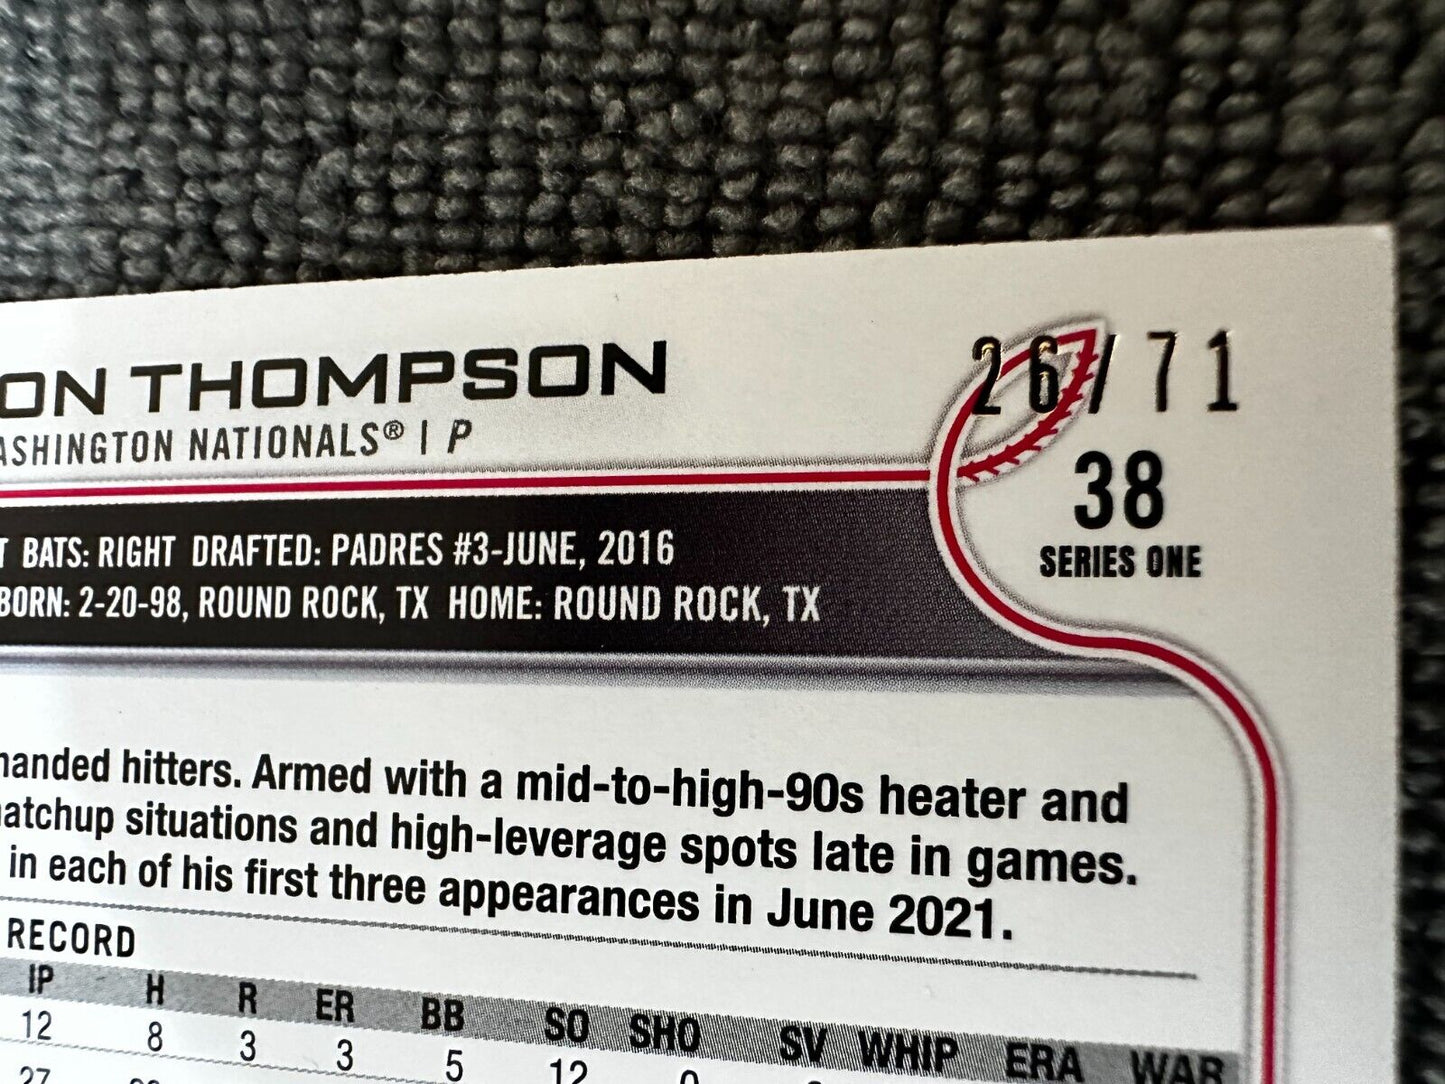 ON THOMPSON
ASHINGTON NATIONALS® | P
26/71
38
SERIES ONE
T BATS: RIGHT DRAFTED: PADRES #3-JUNE, 2016
BORN: 2-20-98, ROUND ROCK, TX HOME: ROUND ROCK, TX
handed hitters. Armed with a mid-to-high-90s heater and
matchup situations and high-leverage spots late in games.
in each of his first three appearances in June 2021.
RECORD
IP H R ER BB SO SHO SV WHIP ERA WAR
12 8 3 3 5 12 0
27